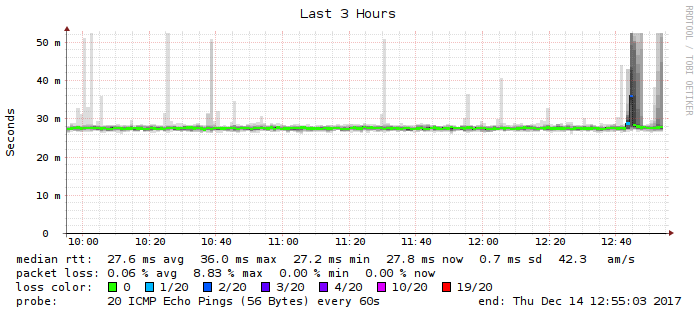 Last 3 Hours
RRDTOOL / TOBI OETIKER
Seconds
50 m
40 m
30 m
20 m
10 m
0
10:00 10:20 10:40 11:00 11:20 11:40 12:00 12:20 12:40
median rtt: 27.6 ms avg 36.0 ms max 27.2 ms min 27.8 ms now 0.7 ms sd 42.3 am/s
packet loss: 0.06 % avg 8.83 % max 0.00 % min 0.00 % now
loss color: 0 1/20 2/20 3/20 4/20 10/20 19/20
probe: 20 ICMP Echo Pings (56 Bytes) every 60s end: Thu Dec 14 12:55:03 2017